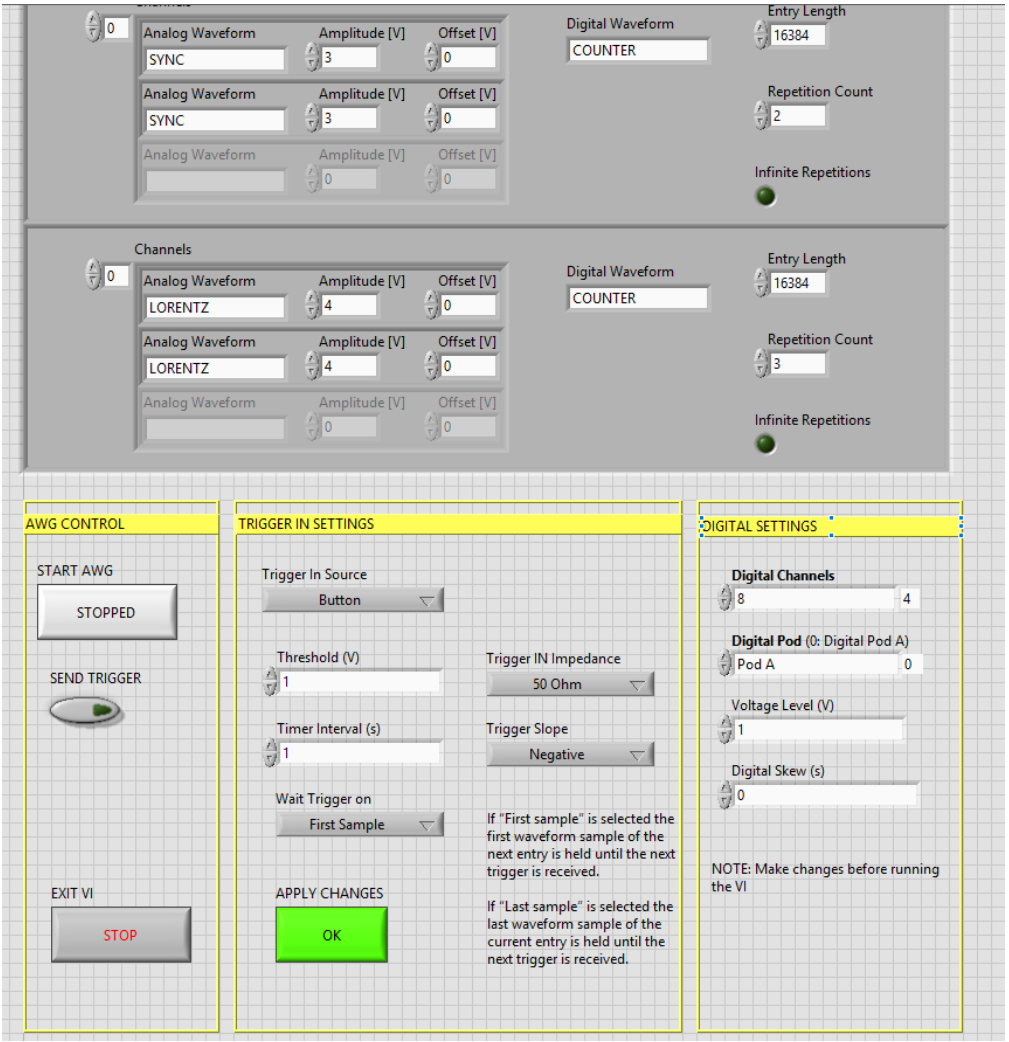 Channels
Entry Length
0
Analog Waveform Amplitude [V] Offset [V]
Digital Waveform
16384
SYNC 3 0
COUNTER
Analog Waveform Amplitude [V] Offset [V]
Repetition Count
SYNC 3 0
2
Analog Waveform Amplitude [V] Offset [V]
0 0
Infinite Repetitions
Channels
Entry Length
0
Analog Waveform Amplitude [V] Offset [V]
Digital Waveform
16384
LORENTZ 4 0
COUNTER
Analog Waveform Amplitude [V] Offset [V]
Repetition Count
LORENTZ 4 0
3
Analog Waveform Amplitude [V] Offset [V]
0 0
Infinite Repetitions
AWG CONTROL
START AWG
STOPPED
SEND TRIGGER
EXIT VI
STOP
TRIGGER IN SETTINGS
Trigger In Source
Button
Threshold (V)
1
Trigger IN Impedance
50 Ohm
Timer Interval (s)
1
Trigger Slope
Negative
Wait Trigger on
First Sample
If "First sample" is selected the
first waveform sample of the
next entry is held until the next
trigger is received.
APPLY CHANGES
OK
If "Last sample" is selected the
last waveform sample of the
current entry is held until the
next trigger is received.
DIGITAL SETTINGS
Digital Channels
8 4
Digital Pod (0: Digital Pod A)
Pod A 0
Voltage Level (V)
1
Digital Skew (s)
0
NOTE: Make changes before running
the VI